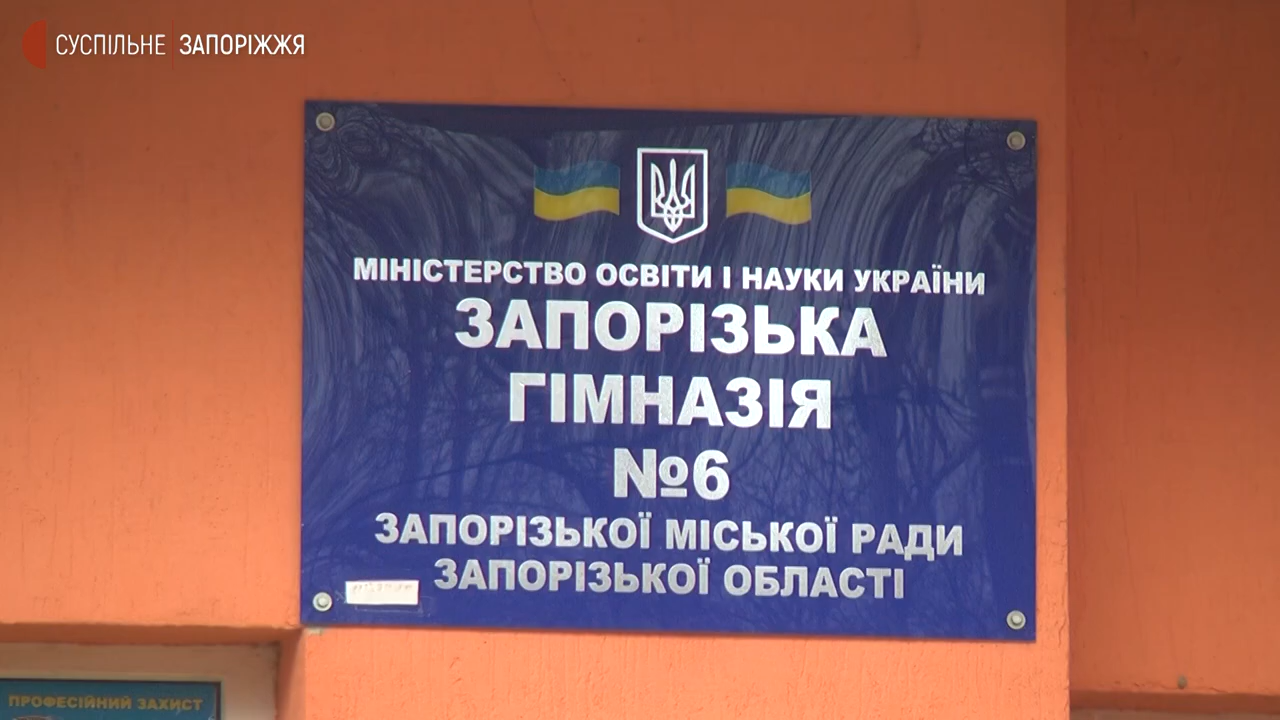 СУСПІЛЬНЕ ЗАПОРІЖЖЯ
МІНІСТЕРСТВО ОСВІТИ І НАУКИ УКРАЇНИ
ЗАПОРІЗЬКА
ГІМНАЗІЯ
№6
ЗАПОРІЗЬКОЇ МІСЬКОЇ РАДИ
ЗАПОРІЗЬКОЇ ОБЛАСТІ
ПРОФЕСІЙНИЙ ЗАХИСТ